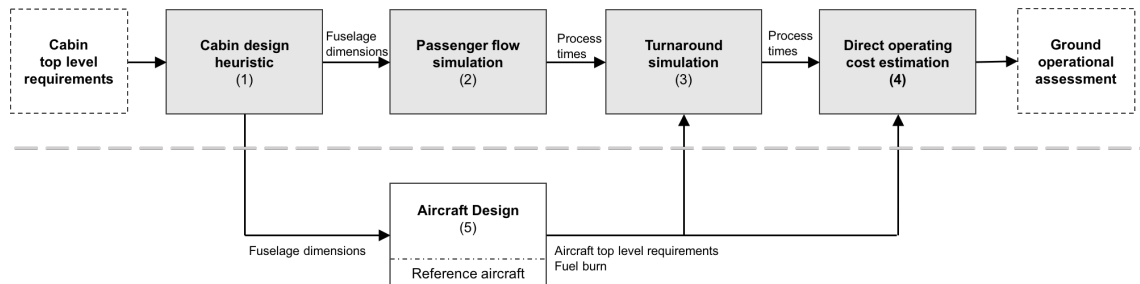 Cabin
top level
requirements
Cabin design
heuristic
(1)
Fuselage
dimensions
Passenger flow
simulation
(2)
Process
times
Turnaround
simulation
(3)
Process
times
Direct operating
cost estimation
(4)
Ground
operational
assessment
Fuselage dimensions
Aircraft Design
(5)
Reference aircraft
Aircraft top level requirements
Fuel burn